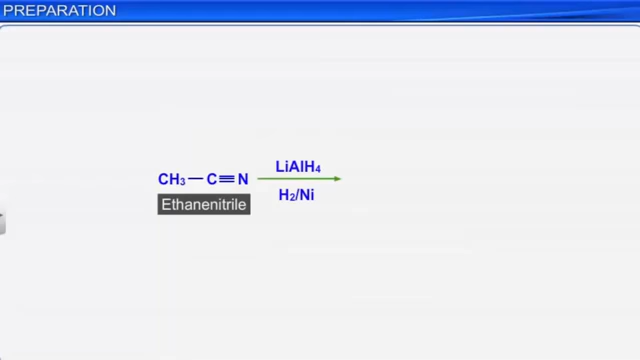 PREPARATION
LiAlH4
CH3 — C ≡ N
H2/Ni
Ethanenitrile